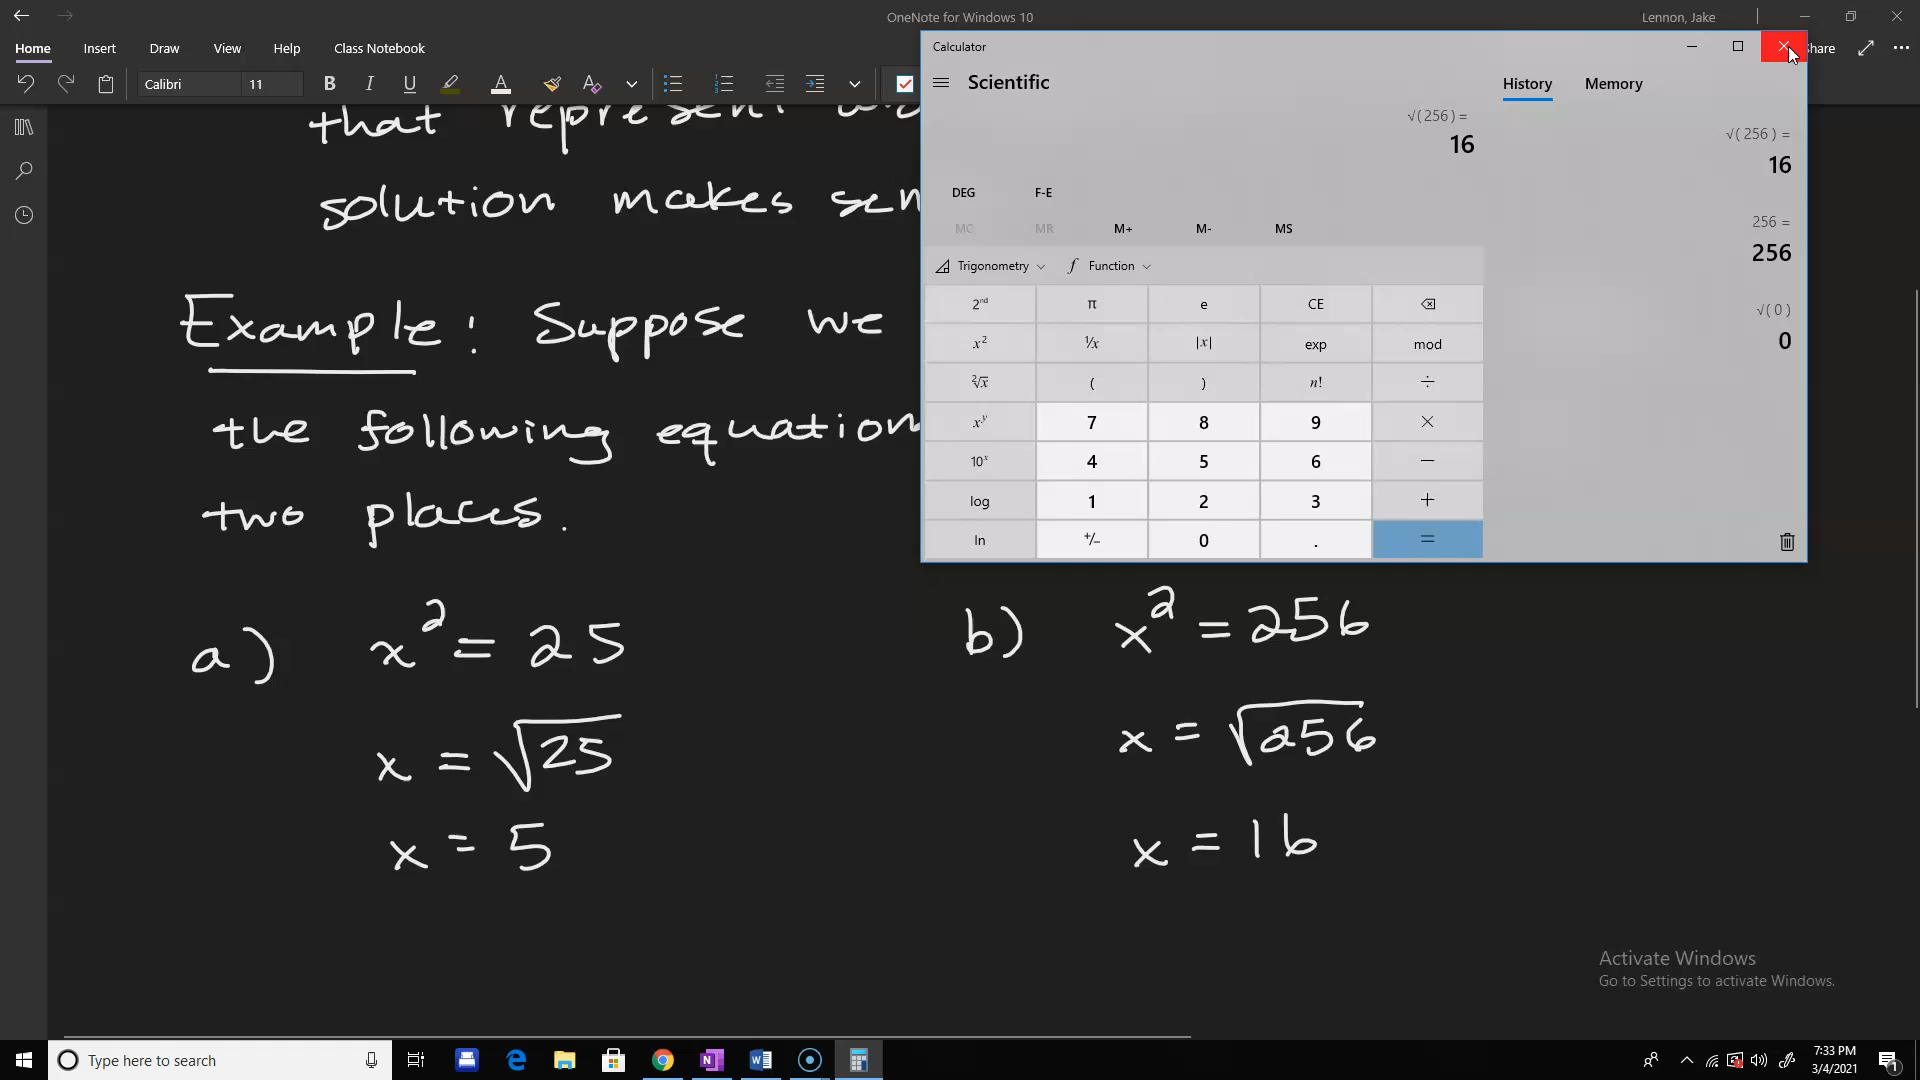 OneNote for Windows 10
Lennon, Jake
Home Insert Draw View Help Class Notebook
Share
Calibri 11 B I U A
Calculator
Scientific
History Memory
√(256) =
16
√(256) =
16
256 =
256
√(0)
0
DEG F-E
MC MR M+ M- MS
Trigonometry f Function
2ⁿᵈ π e CE
x² ¹/x |x| exp mod
²√x ( ) n! ÷
xʸ 7 8 9 ×
10ˣ 4 5 6 −
log 1 2 3 +
ln +/− 0 . =
that represent
solution makes
Example: Suppose we
the following equation
two places.
a) x² = 25
x = √25
x = 5
b) x² = 256
x = √256
x = 16
Activate Windows
Go to Settings to activate Windows.
Type here to search
7:33 PM
3/4/2021
1